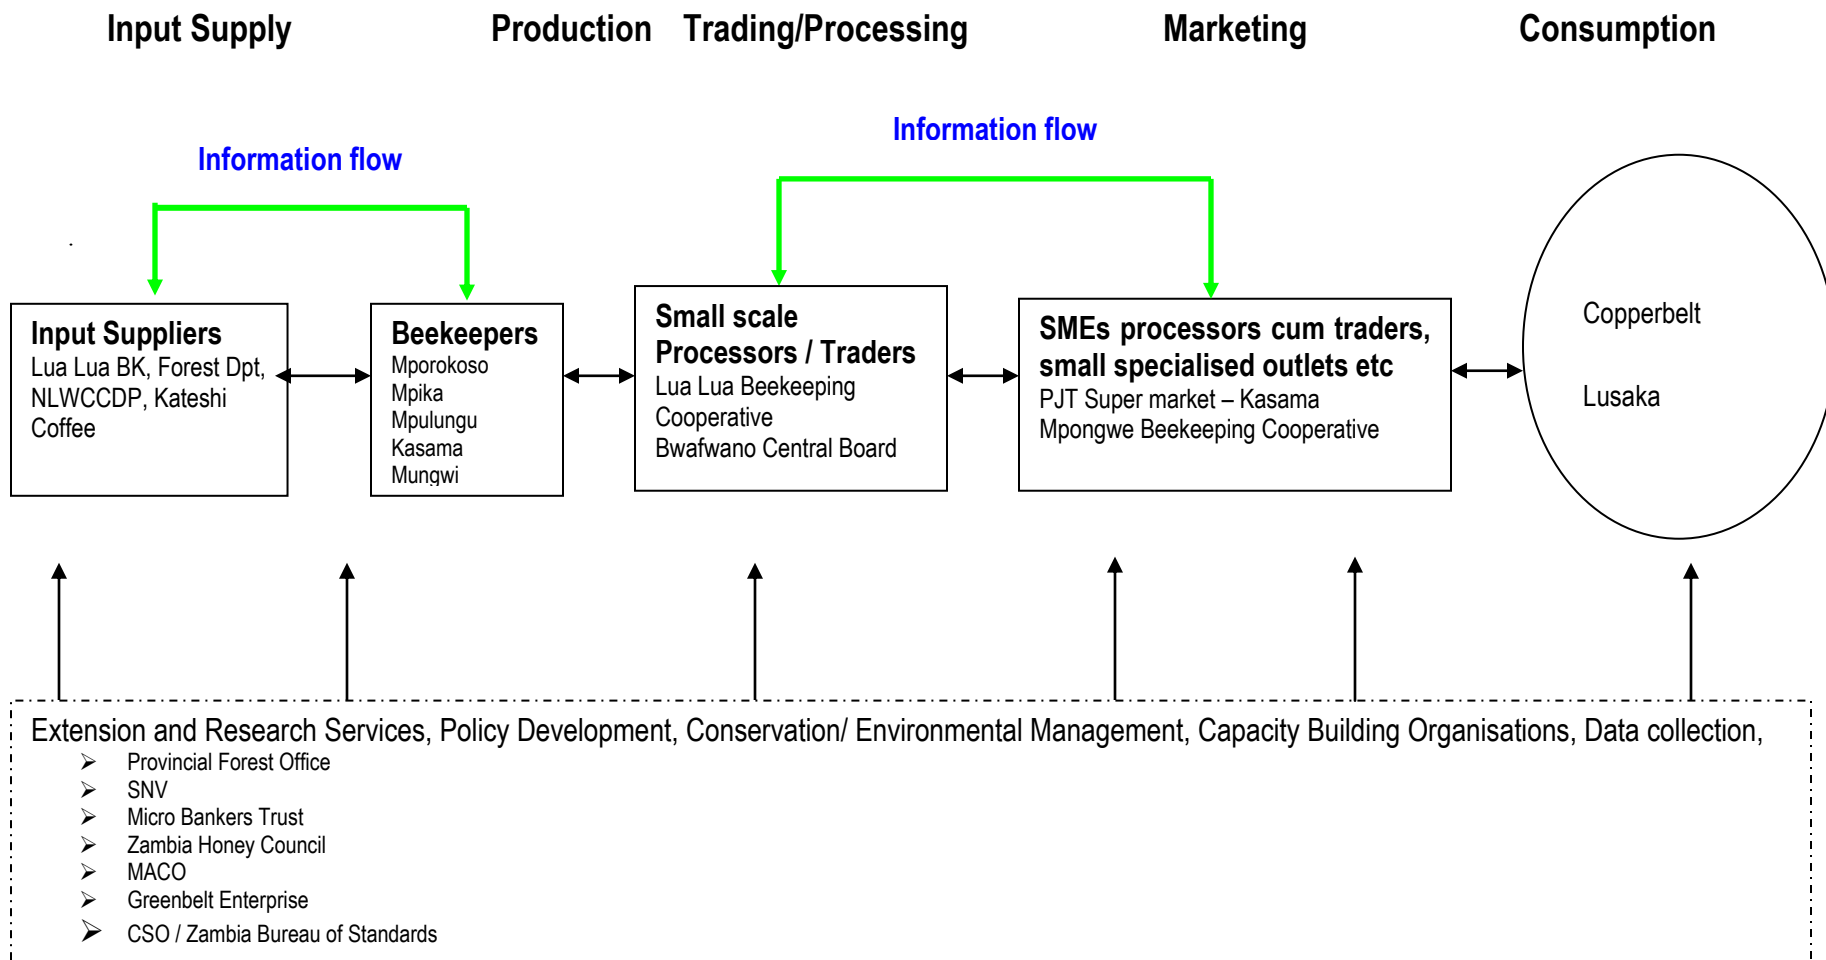 Input Supply
Production
Trading/Processing
Marketing
Consumption
Information flow
Information flow
Input Suppliers
Lua Lua BK, Forest Dpt,
NLWCCDP, Kateshi
Coffee
Beekeepers
Mporokoso
Mpika
Mpulungu
Kasama
Mungwi
Small scale
Processors / Traders
Lua Lua Beekeeping
Cooperative
Bwafwano Central Board
SMEs processors cum traders,
small specialised outlets etc
PJT Super market – Kasama
Mpongwe Beekeeping Cooperative
Copperbelt
Lusaka
Extension and Research Services, Policy Development, Conservation/ Environmental Management, Capacity Building Organisations, Data collection,
➢ Provincial Forest Office
➢ SNV
➢ Micro Bankers Trust
➢ Zambia Honey Council
➢ MACO
➢ Greenbelt Enterprise
➢ CSO / Zambia Bureau of Standards